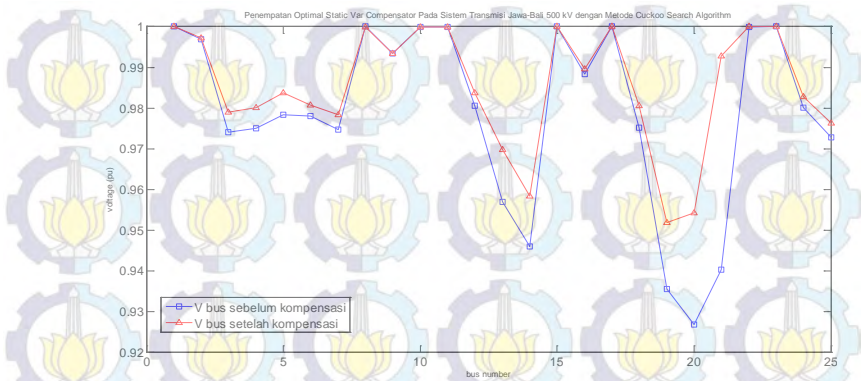 Penempatan Optimal Static Var Compensator Pada Sistem Transmisi Jawa-Bali 500 kV dengan Metode Cuckoo Search Algorithm
1
0.99
0.98
0.97
0.96
0.95
0.94
0.93
0.92
voltage (pu)
V bus sebelum kompensasi
V bus setelah kompensasi
0 5 10 15 20 25
bus number